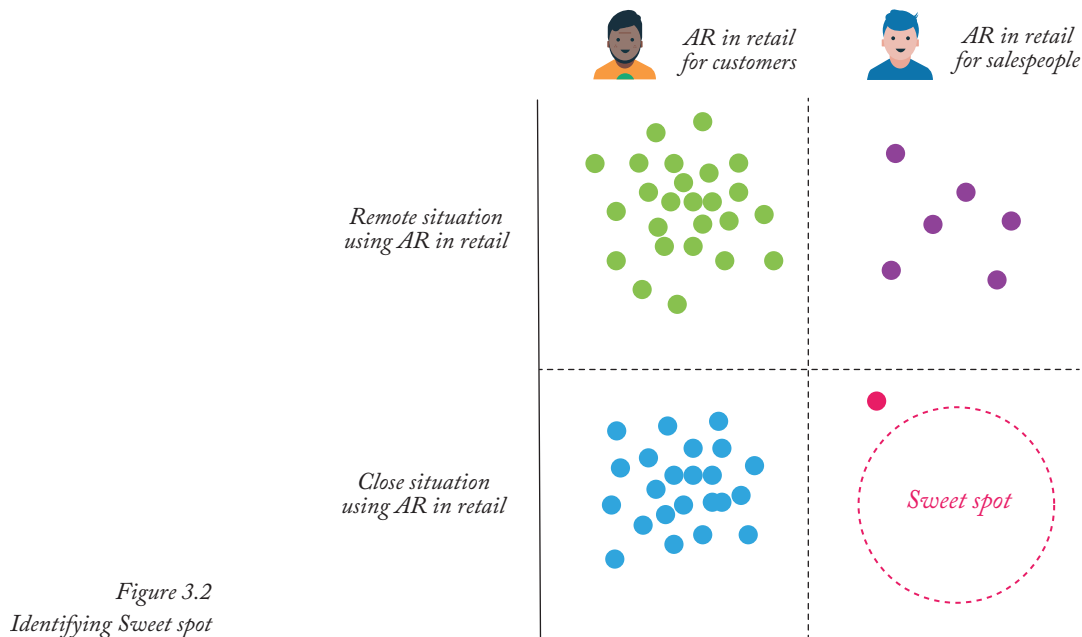 AR in retail
for customers
AR in retail
for salespeople
Remote situation
using AR in retail
Close situation
using AR in retail
Sweet spot
Figure 3.2
Identifying Sweet spot